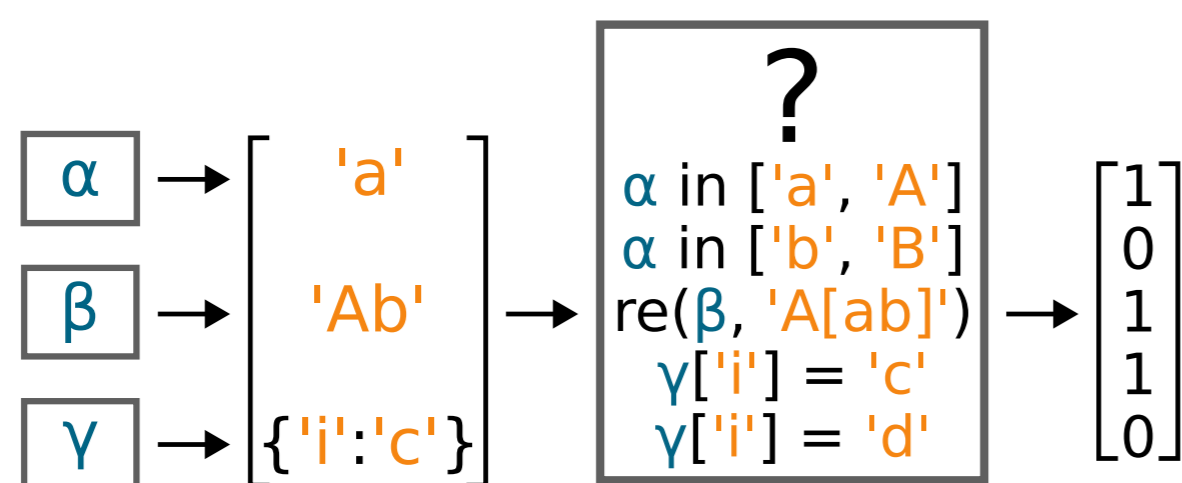 α
β
γ
'a'
'Ab'
{'i':'c'}
?
α in ['a', 'A']
α in ['b', 'B']
re(β, 'A[ab]')
γ['i'] = 'c'
γ['i'] = 'd'
1
0
1
1
0